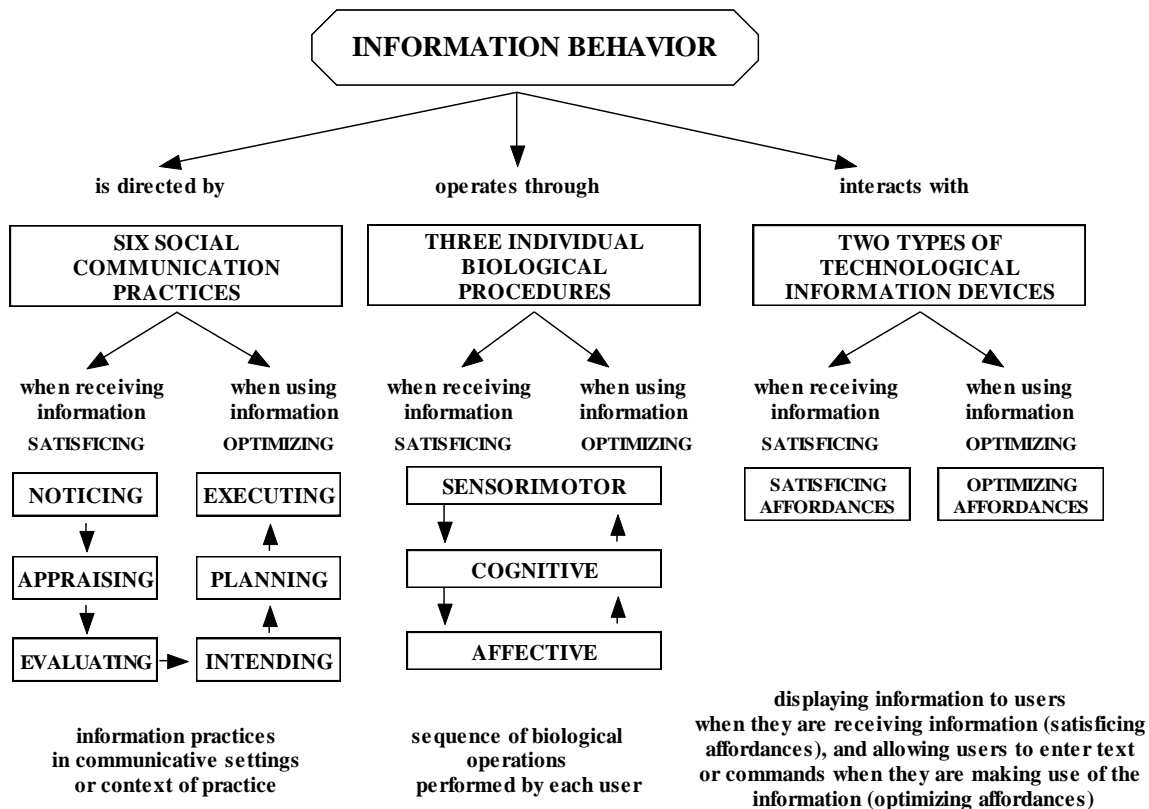 INFORMATION BEHAVIOR
is directed by
operates through
interacts with
SIX SOCIAL
COMMUNICATION
PRACTICES
THREE INDIVIDUAL
BIOLOGICAL
PROCEDURES
TWO TYPES OF
TECHNOLOGICAL
INFORMATION DEVICES
when receiving
information
SATISFICING
when using
information
OPTIMIZING
when receiving
information
SATISFICING
when using
information
OPTIMIZING
when receiving
information
SATISFICING
when using
information
OPTIMIZING
NOTICING
EXECUTING
APPRAISING
PLANNING
EVALUATING
INTENDING
SENSORIMOTOR
COGNITIVE
AFFECTIVE
SATISFICING
AFFORDANCES
OPTIMIZING
AFFORDANCES
information practices
in communicative settings
or context of practice
sequence of biological
operations
performed by each user
displaying information to users
when they are receiving information (satisficing
affordances), and allowing users to enter text
or commands when they are making use of the
information (optimizing affordances)